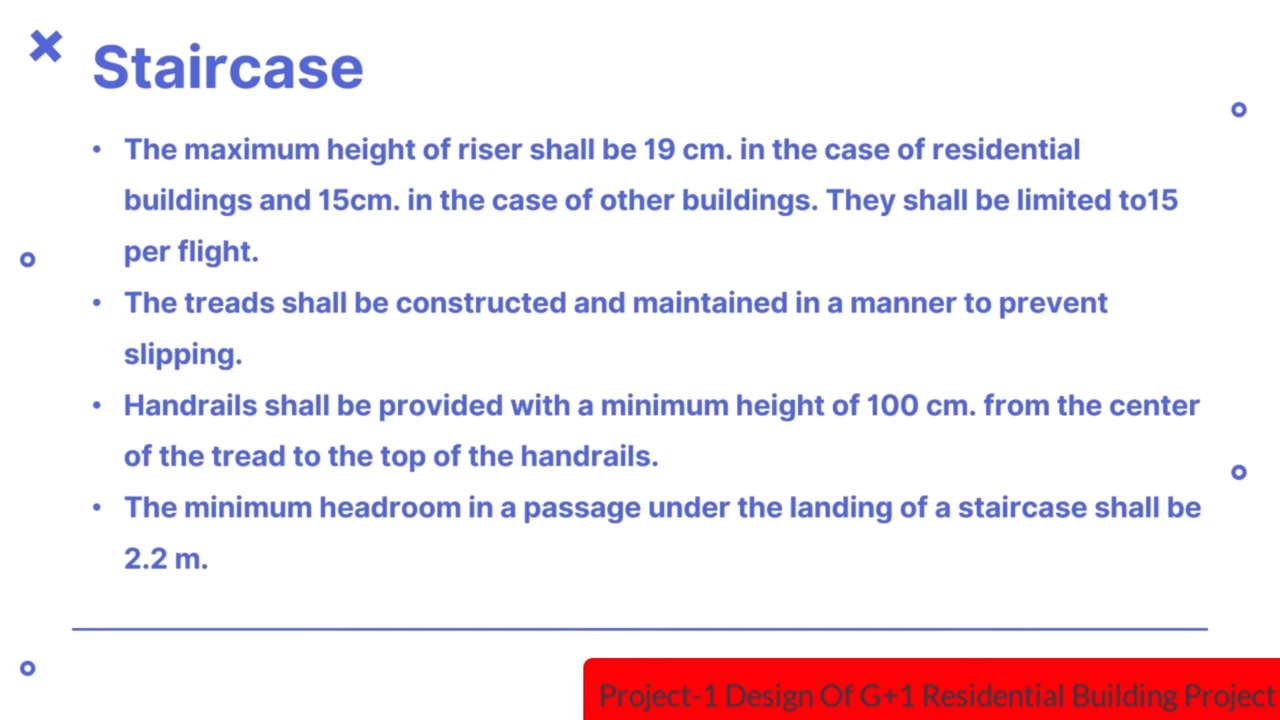 Staircase
• The maximum height of riser shall be 19 cm. in the case of residential
buildings and 15cm. in the case of other buildings. They shall be limited to15
per flight.
• The treads shall be constructed and maintained in a manner to prevent
slipping.
• Handrails shall be provided with a minimum height of 100 cm. from the center
of the tread to the top of the handrails.
• The minimum headroom in a passage under the landing of a staircase shall be
2.2 m.
Project-1 Design Of G+1 Residential Building Project